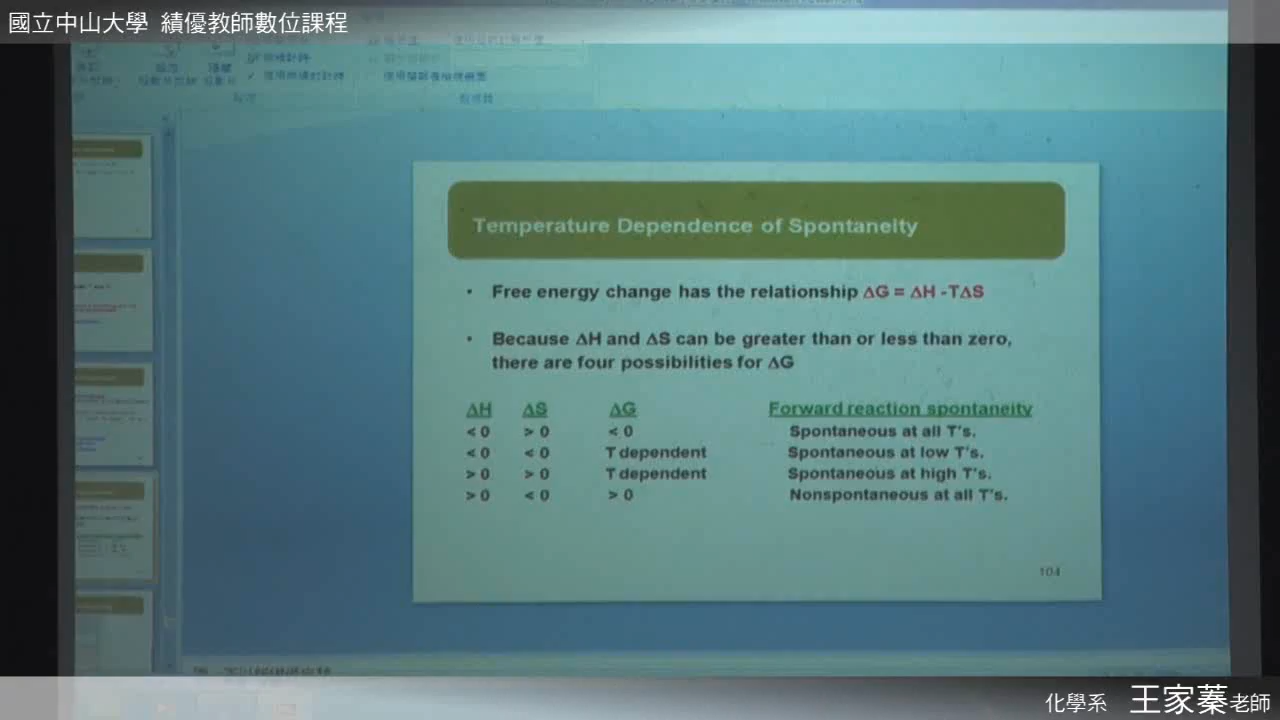 國立中山大學 績優教師數位課程
Temperature Dependence of Spontaneity
• Free energy change has the relationship ΔG = ΔH -TΔS
• Because ΔH and ΔS can be greater than or less than zero,
there are four possibilities for ΔG
ΔH ΔS ΔG Forward reaction spontaneity
< 0 > 0 < 0 Spontaneous at all T's.
< 0 < 0 T dependent Spontaneous at low T's.
> 0 > 0 T dependent Spontaneous at high T's.
> 0 < 0 > 0 Nonspontaneous at all T's.
104
化學系 王家蓁老師